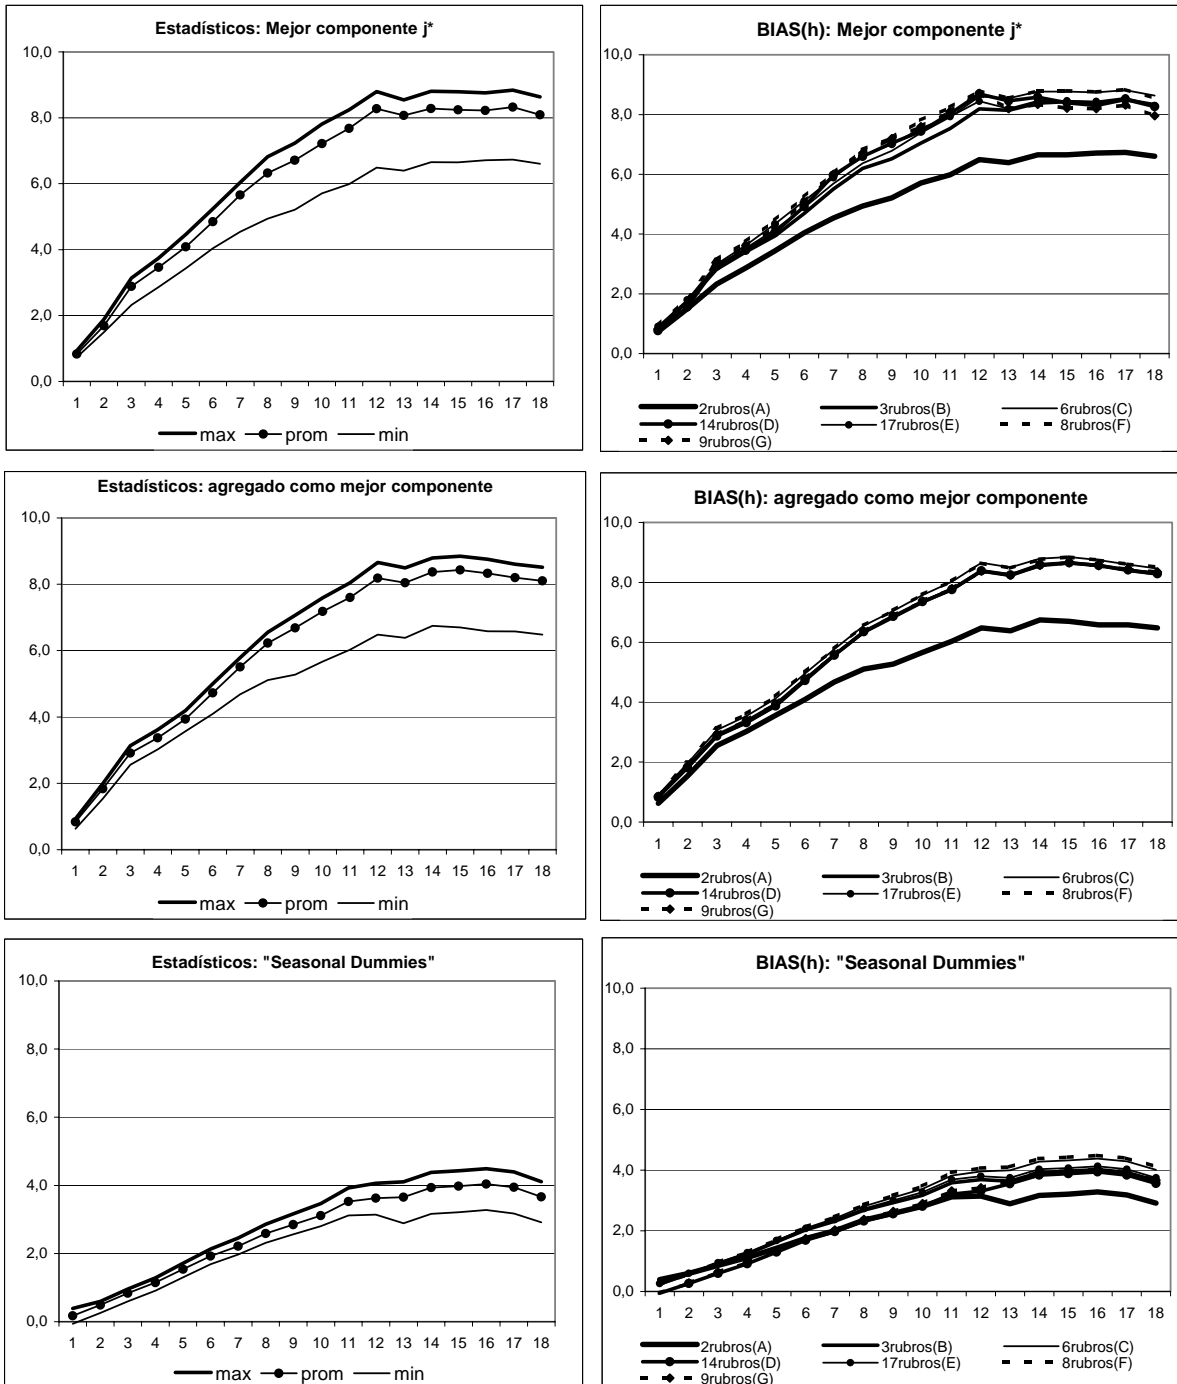 Estadísticos: Mejor componente j*
10,0
8,0
6,0
4,0
2,0
0,0
1 2 3 4 5 6 7 8 9 10 11 12 13 14 15 16 17 18
max prom min
BIAS(h): Mejor componente j*
10,0
8,0
6,0
4,0
2,0
0,0
1 2 3 4 5 6 7 8 9 10 11 12 13 14 15 16 17 18
2rubros(A) 3rubros(B) 6rubros(C)
14rubros(D) 17rubros(E) 8rubros(F)
9rubros(G)
Estadísticos: agregado como mejor componente
10,0
8,0
6,0
4,0
2,0
0,0
1 2 3 4 5 6 7 8 9 10 11 12 13 14 15 16 17 18
max prom min
BIAS(h): agregado como mejor componente
10,0
8,0
6,0
4,0
2,0
0,0
1 2 3 4 5 6 7 8 9 10 11 12 13 14 15 16 17 18
2rubros(A) 3rubros(B) 6rubros(C)
14rubros(D) 17rubros(E) 8rubros(F)
9rubros(G)
Estadísticos: "Seasonal Dummies"
10,0
8,0
6,0
4,0
2,0
0,0
1 2 3 4 5 6 7 8 9 10 11 12 13 14 15 16 17 18
max prom min
BIAS(h): "Seasonal Dummies"
10,0
8,0
6,0
4,0
2,0
0,0
1 2 3 4 5 6 7 8 9 10 11 12 13 14 15 16 17 18
2rubros(A) 3rubros(B) 6rubros(C)
14rubros(D) 17rubros(E) 8rubros(F)
9rubros(G)